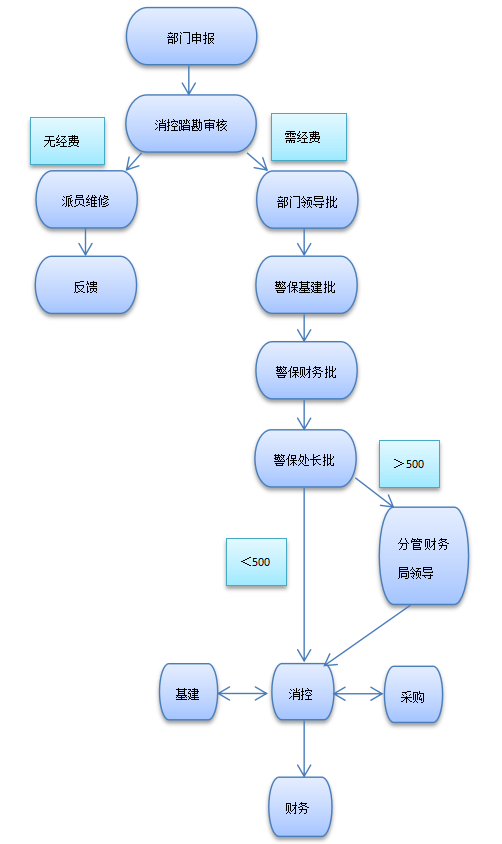 部门申报
消控踏勘审核
无经费
需经费
派员维修
部门领导批
反馈
警保基建批
警保财务批
警保处长批
＞500
分管财务
局领导
＜500
基建
消控
采购
财务